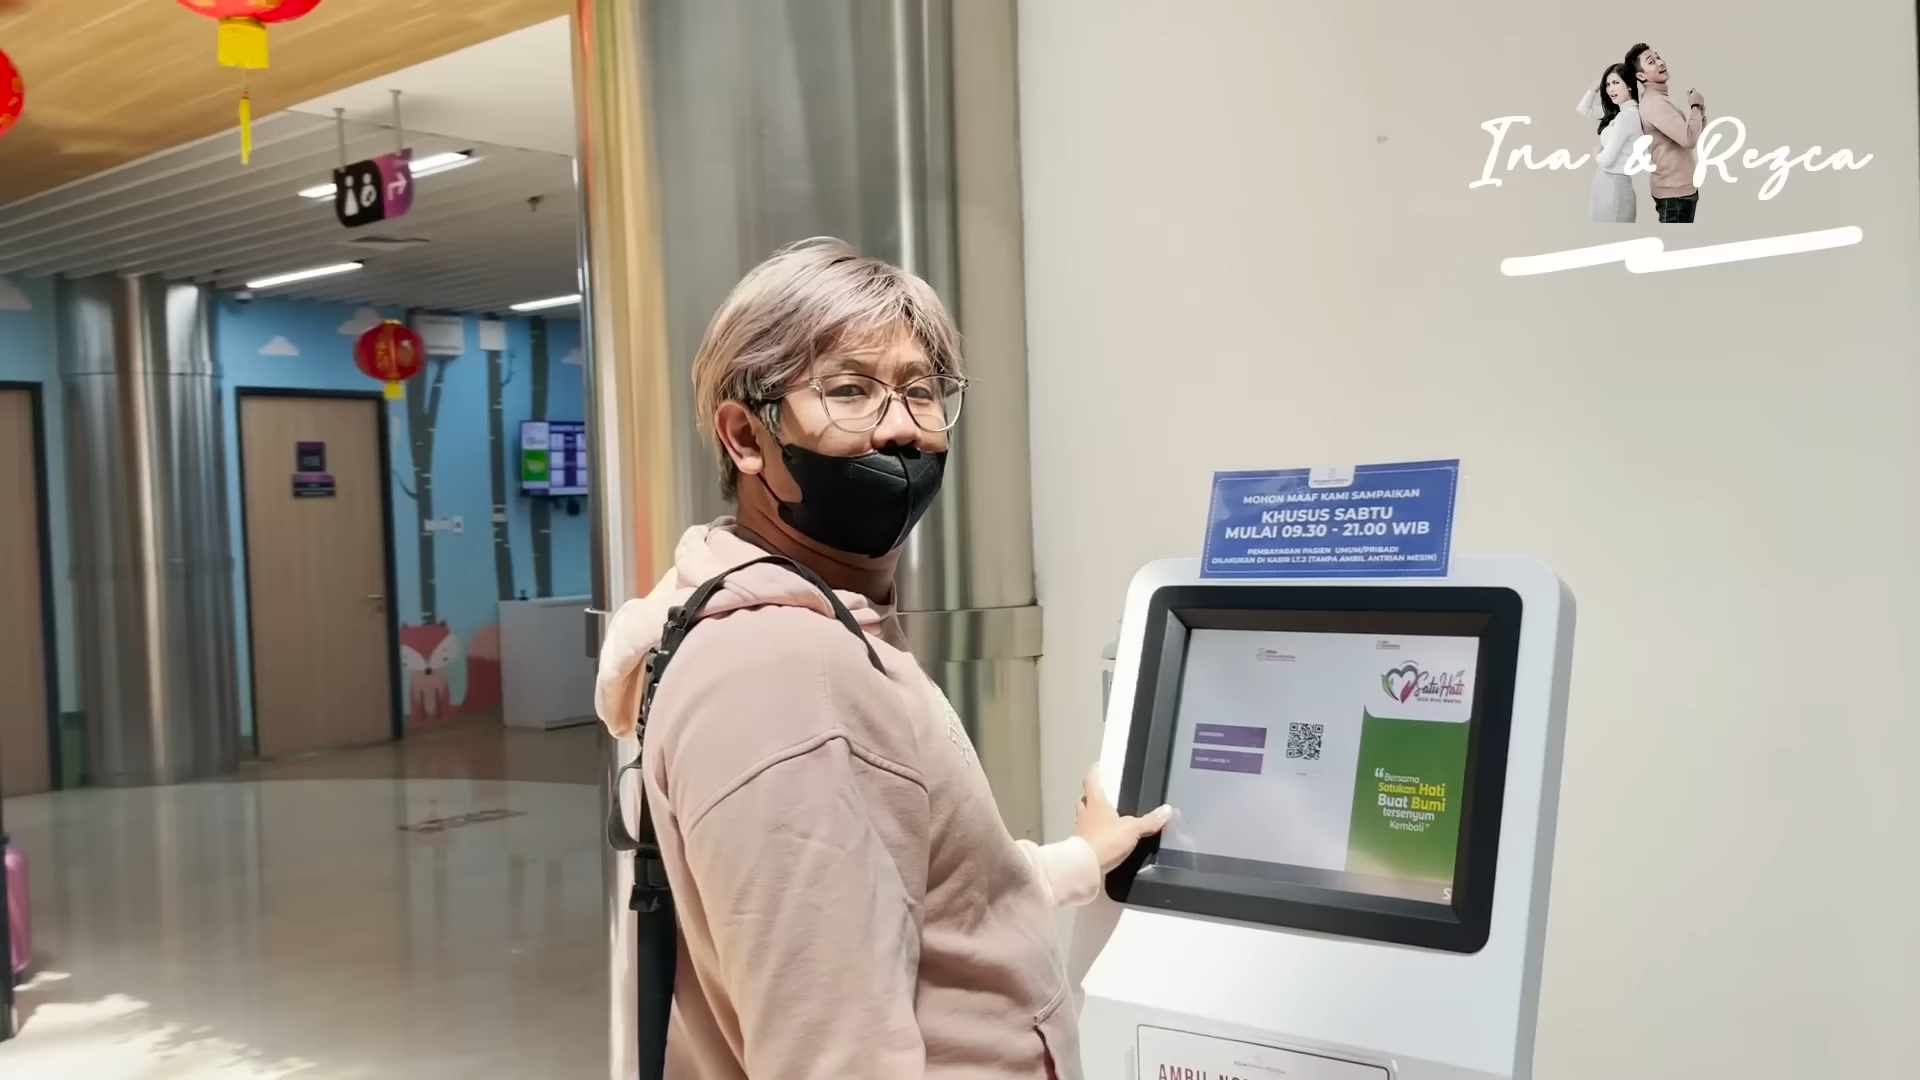 Ina & Rezca
MOHON MAAF KAMI SAMPAIKAN
KHUSUS SABTU
MULAI 09.30 - 21.00 WIB
PEMBAYARAN PASIEN UMUM/PRIBADI
DILAKUKAN DI KASIR LT.2 (TANPA AMBIL ANTRIAN MESIN)
Satu Hati
“Bersama
Satukan Hati
Buat Bumi
tersenyum
Kembali”
AMBIL